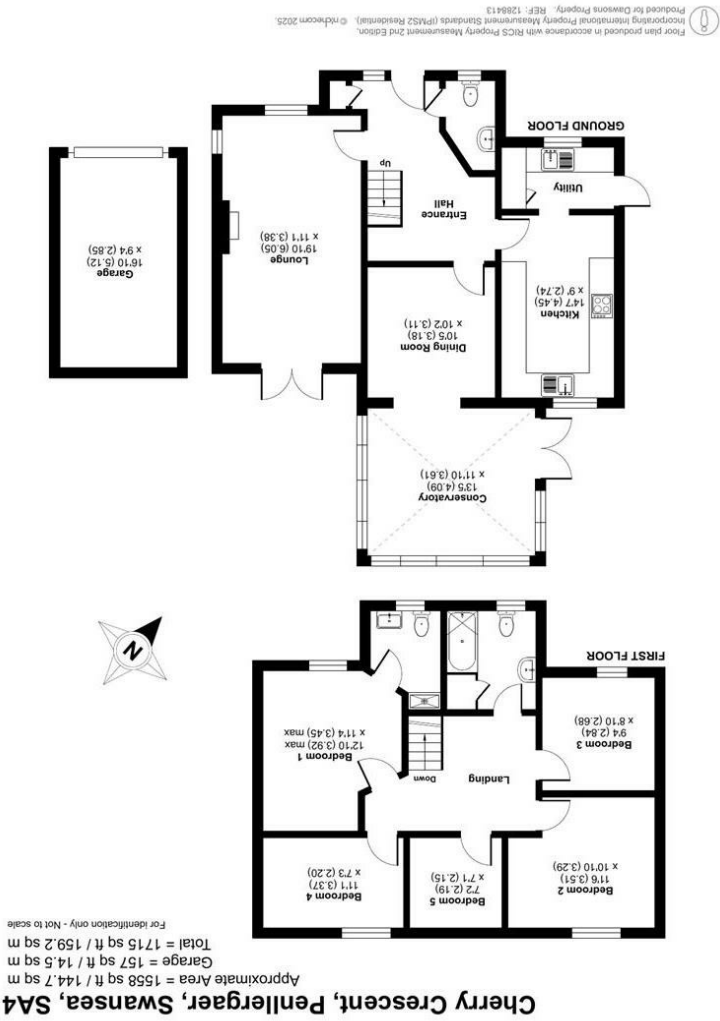 Cherry Crescent, Penllergaer, Swansea, SA4
Approximate Area = 1558 sq ft / 144.7 sq m
Garage = 157 sq ft / 14.5 sq m
Total = 1715 sq ft / 159.2 sq m
For identification only - Not to scale
Bedroom 2
11'6 (3.51)
x 10'10 (3.29)
Bedroom 5
7'2 (2.19)
x 7'1 (2.15)
Bedroom 4
11'1 (3.37)
x 7'3 (2.20)
Landing
Down
Bedroom 3
9'4 (2.84)
x 8'10 (2.68)
Bedroom 1
12'10 (3.92) max
x 11'4 (3.45) max
FIRST FLOOR
N
Conservatory
13'5 (4.09)
x 11'10 (3.61)
Kitchen
14'7 (4.45)
x 9' (2.74)
Dining Room
10'5 (3.18)
x 10'2 (3.11)
Lounge
19'10 (6.05)
x 11'1 (3.38)
Garage
16'10 (5.12)
x 9'4 (2.85)
Entrance
Hall
Utility
Up
GROUND FLOOR
Floor plan produced in accordance with RICS Property Measurement 2nd Edition,
Incorporating International Property Measurement Standards (IPMS2 Residential). © nichecom 2025.
Produced for Dawsons Property. REF: 1288413